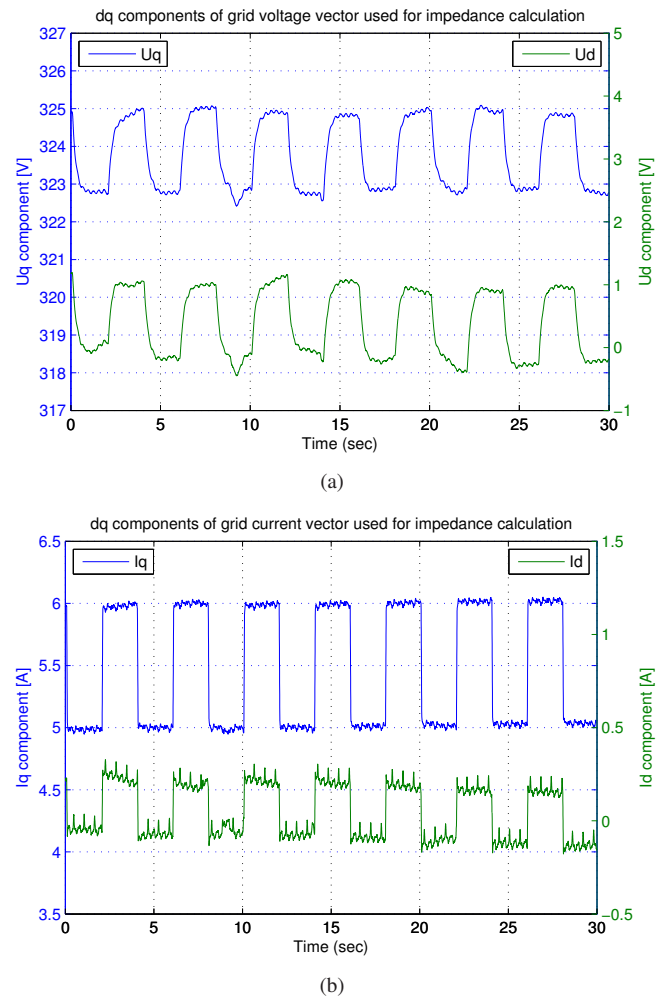 dq components of grid voltage vector used for impedance calculation
327
326
325
324
323
322
321
320
319
318
317
Uq component [V]
Uq
Ud
5
4
3
2
1
0
−1
Ud component [V]
0 5 10 15 20 25 30
Time (sec)
(a)
dq components of grid current vector used for impedance calculation
6.5
6
5.5
5
4.5
4
3.5
Iq component [A]
Iq
Id
1.5
1
0.5
0
−0.5
Id component [A]
0 5 10 15 20 25 30
Time (sec)
(b)